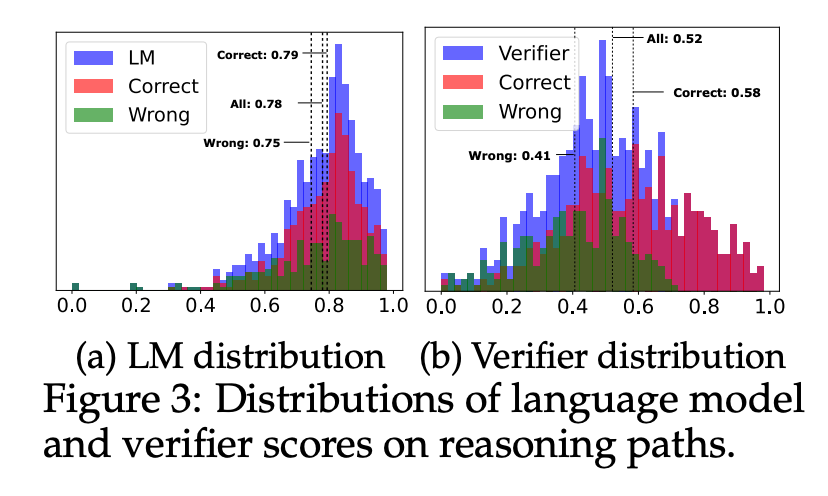 LM
Correct
Wrong
Correct: 0.79
All: 0.78
Wrong: 0.75
0.0 0.2 0.4 0.6 0.8 1.0
(a) LM distribution
Verifier
Correct
Wrong
All: 0.52
Correct: 0.58
Wrong: 0.41
0.0 0.2 0.4 0.6 0.8 1.0
(b) Verifier distribution
Figure 3: Distributions of language model
and verifier scores on reasoning paths.